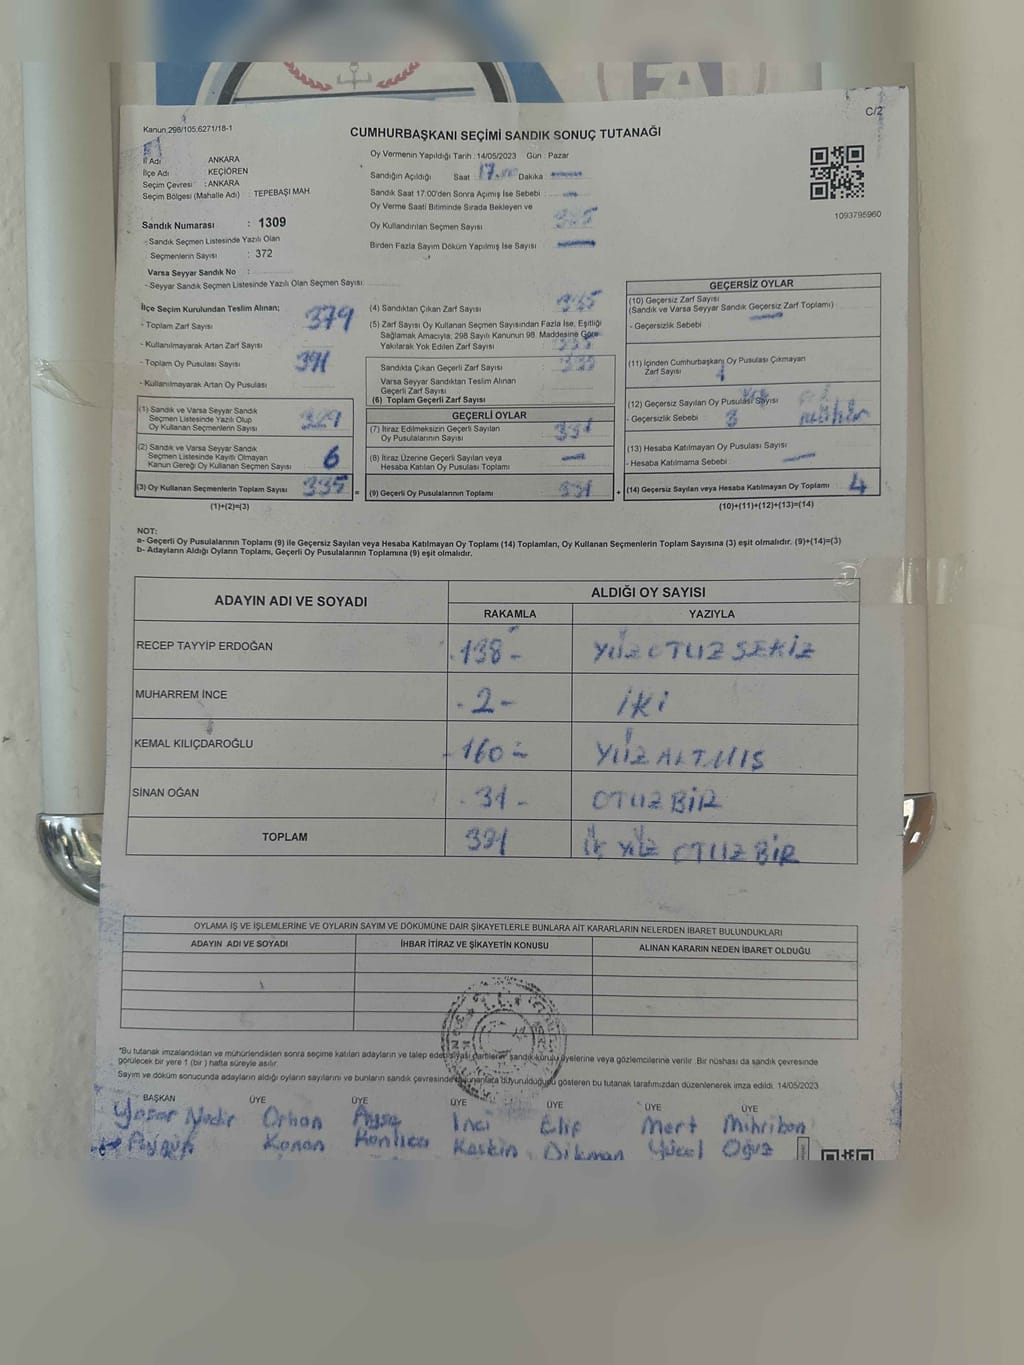 C/2
Kanun;298/105,6271/18-1
CUMHURBAŞKANI SEÇİMİ SANDIK SONUÇ TUTANAĞI
İl Adı ANKARA
İlçe Adı KEÇİÖREN
Seçim Çevresi : ANKARA
Seçim Bölgesi (Mahalle Adı) : TEPEBAŞI MAH.
Oy Vermenin Yapıldığı Tarih : 14/05/2023 Gün : Pazar
Sandığın Açıldığı Saat 17.00 Dakika
Sandık Saat 17.00'den Sonra Açımış İse Sebebi :
Oy Verme Saati Bitiminde Sırada Bekleyen ve
Oy Kullandırılan Seçmen Sayısı
Birden Fazla Sayım Döküm Yapılmış İse Sayısı
1093795960
Sandık Numarası : 1309
- Sandık Seçmen Listesinde Yazılı Olan
Seçmenlerin Sayısı : 372
Varsa Seyyar Sandık No :
- Seyyar Sandık Seçmen Listesinde Yazılı Olan Seçmen Sayısı:
İlçe Seçim Kurulundan Teslim Alınan;
- Toplam Zarf Sayısı 379
- Kullanılmayarak Artan Zarf Sayısı
- Toplam Oy Pusulası Sayısı 391
- Kullanılmayarak Artan Oy Pusulası
(1) Sandık ve Varsa Seyyar Sandık
Seçmen Listesinde Yazılı Olup
Oy Kullanan Seçmenlerin Sayısı 329
(2) Sandık ve Varsa Seyyar Sandık
Seçmen Listesinde Kayıtlı Olmayan
Kanun Gereği Oy Kullanan Seçmen Sayısı 6
(3) Oy Kullanan Seçmenlerin Toplam Sayısı 335 =
(1)+(2)=(3)
(4) Sandıktan Çıkan Zarf Sayısı 335
(5) Zarf Sayısı Oy Kullanan Seçmen Sayısından Fazla İse, Eşitliği
Sağlamak Amacıyla; 298 Sayılı Kanunun 98. Maddesine Göre
Yakılarak Yok Edilen Zarf Sayısı
Sandıkta Çıkan Geçerli Zarf Sayısı 335
Varsa Seyyar Sandıktan Teslim Alınan
Geçerli Zarf Sayısı
(6) Toplam Geçerli Zarf Sayısı
GEÇERLİ OYLAR
(7) İtiraz Edilmeksizin Geçerli Sayılan
Oy Pusulalarının Sayısı 331
(8) İtiraz Üzerine Geçerli Sayılan veya
Hesaba Katılan Oy Pusulası Toplamı
(9) Geçerli Oy Pusulalarının Toplamı 331 +
GEÇERSİZ OYLAR
(10) Geçersiz Zarf Sayısı
(Sandık ve Varsa Seyyar Sandık Geçersiz Zarf Toplamı)
- Geçersizlik Sebebi
(11) İçinden Cumhurbaşkanı Oy Pusulası Çıkmayan
Zarf Sayısı 1
(12) Geçersiz Sayılan Oy Pusulası Sayısı
- Geçersizlik Sebebi 3
(13) Hesaba Katılmayan Oy Pusulası Sayısı
- Hesaba Katılmama Sebebi
(14) Geçersiz Sayılan veya Hesaba Katılmayan Oy Toplamı 4
(10)+(11)+(12)+(13)=(14)
NOT:
a- Geçerli Oy Pusulalarının Toplamı (9) ile Geçersiz Sayılan veya Hesaba Katılmayan Oy Toplamı (14) Toplamları, Oy Kullanan Seçmenlerin Toplam Sayısına (3) eşit olmalıdır. (9)+(14)=(3)
b- Adayların Aldığı Oyların Toplamı, Geçerli Oy Pusulalarının Toplamına (9) eşit olmalıdır.
ADAYIN ADI VE SOYADI ALDIĞI OY SAYISI
RAKAMLA YAZIYLA
RECEP TAYYİP ERDOĞAN 138 YÜZ OTUZ SEKİZ
MUHARREM İNCE 2 İKİ
KEMAL KILIÇDAROĞLU 160 YÜZ ALTMIŞ
SİNAN OĞAN 31 OTUZ BİR
TOPLAM 331 YÜZ OTUZ BİR
OYLAMA İŞ VE İŞLEMLERİNE VE OYLARIN SAYIM VE DÖKÜMÜNE DAİR ŞİKAYETLERLE BUNLARA AİT KARARLARIN NELERDEN İBARET BULUNDUKLARI
ADAYIN ADI VE SOYADI İHBAR İTİRAZ VE ŞİKAYETİN KONUSU ALINAN KARARIN NEDEN İBARET OLDUĞU
*Bu tutanak imzalandıktan ve mühürlendikten sonra seçime katılan adayların ve talep eden siyasi partilerin sandık kurulu üyelerine veya gözlemcilerine verilir. Bir nüshası da sandık çevresinde
görülecek bir yere 1 (bir) hafta süreyle asılır.
Sayım ve döküm sonucunda adayların aldığı oyların sayılarını ve bunların sandık çevresinde duyurulduğunu gösteren bu tutanak tarafımızdan düzenlenerek imza edildi. 14/05/2023
BAŞKAN ÜYE ÜYE ÜYE ÜYE ÜYE ÜYE
Yaşar Nadir Orhan Ayşe İnci Elif Mert Mihriban
Konan Keskin Dikmen Yücel Oğuz